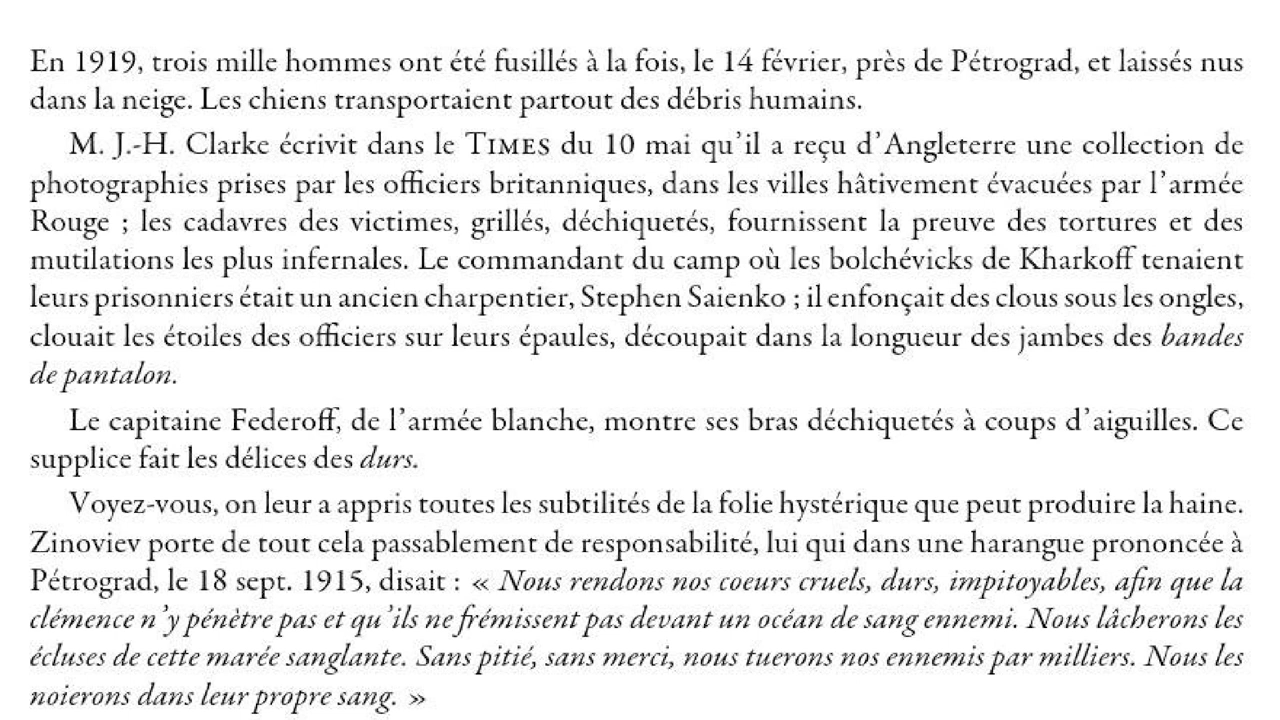 En 1919, trois mille hommes ont été fusillés à la fois, le 14 février, près de Pétrograd, et laissés nus
dans la neige. Les chiens transportaient partout des débris humains.
M. J.-H. Clarke écrivit dans le TIMES du 10 mai qu'il a reçu d'Angleterre une collection de
photographies prises par les officiers britanniques, dans les villes hâtivement évacuées par l'armée
Rouge ; les cadavres des victimes, grillés, déchiquetés, fournissent la preuve des tortures et des
mutilations les plus infernales. Le commandant du camp où les bolchévicks de Kharkoff tenaient
leurs prisonniers était un ancien charpentier, Stephen Saienko ; il enfonçait des clous sous les ongles,
clouait les étoiles des officiers sur leurs épaules, découpait dans la longueur des jambes des bandes
de pantalon.
Le capitaine Federoff, de l'armée blanche, montre ses bras déchiquetés à coups d'aiguilles. Ce
supplice fait les délices des durs.
Voyez-vous, on leur a appris toutes les subtilités de la folie hystérique que peut produire la haine.
Zinoviev porte de tout cela passablement de responsabilité, lui qui dans une harangue prononcée à
Pétrograd, le 18 sept. 1915, disait : « Nous rendons nos coeurs cruels, durs, impitoyables, afin que la
clémence n'y pénètre pas et qu'ils ne frémissent pas devant un océan de sang ennemi. Nous lâcherons les
écluses de cette marée sanglante. Sans pitié, sans merci, nous tuerons nos ennemis par milliers. Nous les
noierons dans leur propre sang. »